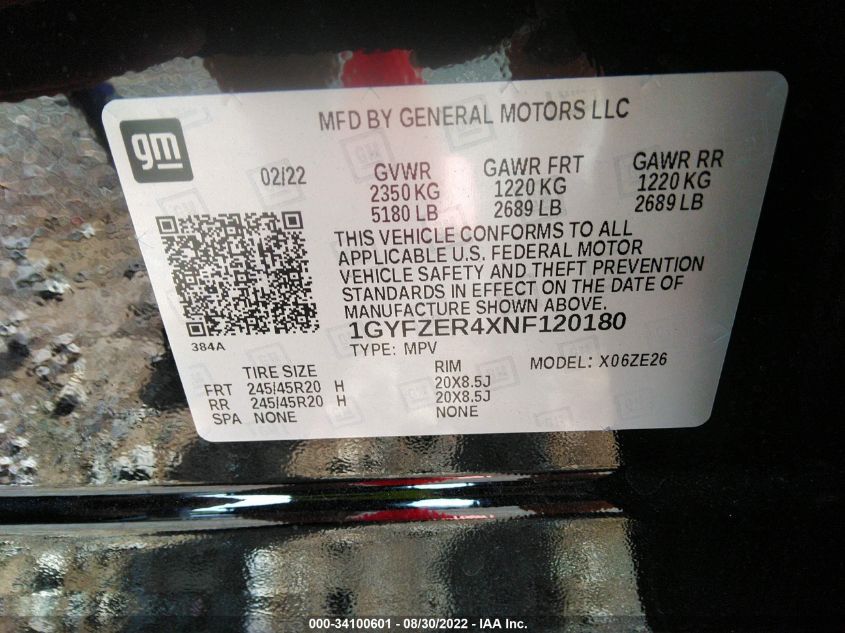 MFD BY GENERAL MOTORS LLC
gm
02/22
GVWR
2350 KG
5180 LB
GAWR FRT
1220 KG
2689 LB
GAWR RR
1220 KG
2689 LB
THIS VEHICLE CONFORMS TO ALL
APPLICABLE U.S. FEDERAL MOTOR
VEHICLE SAFETY AND THEFT PREVENTION
STANDARDS IN EFFECT ON THE DATE OF
MANUFACTURE SHOWN ABOVE.
384A
1GYFZER4XNF120180
TYPE: MPV
MODEL: X06ZE26
TIRE SIZE
RIM
FRT 245/45R20 H 20X8.5J
RR 245/45R20 H 20X8.5J
SPA NONE NONE
000-34100601 - 08/30/2022 - IAA Inc.